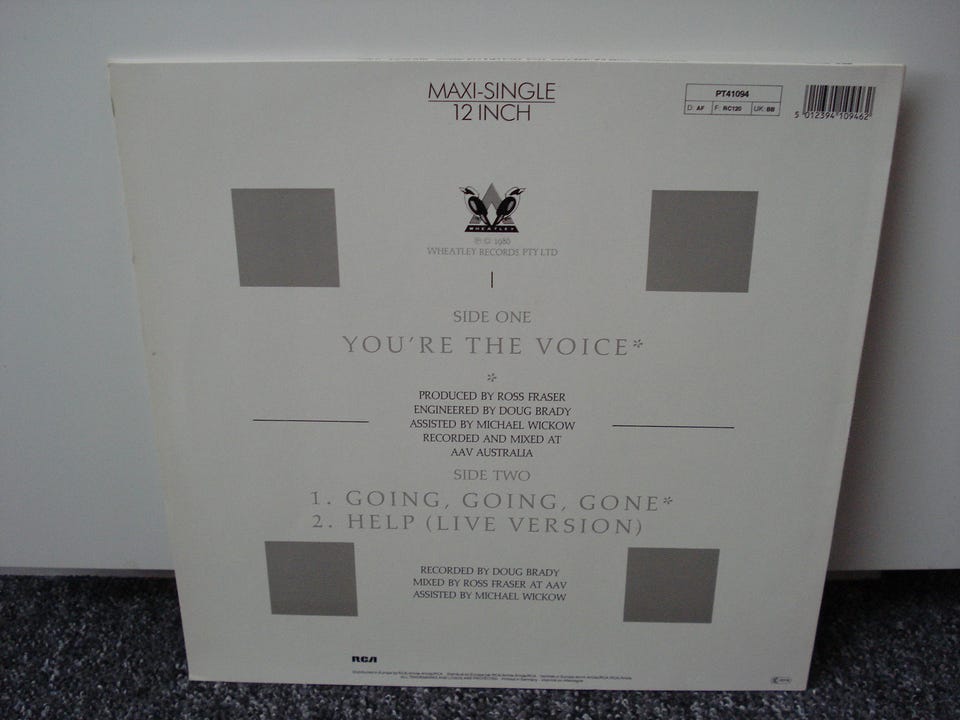 MAXI-SINGLE
12 INCH
PT41094
D: AF F: RC120 UK: BB
5 012394 109462
WHEATLEY
℗ © 1986
WHEATLEY RECORDS PTY LTD
SIDE ONE
YOU'RE THE VOICE*
*
PRODUCED BY ROSS FRASER
ENGINEERED BY DOUG BRADY
ASSISTED BY MICHAEL WICKOW
RECORDED AND MIXED AT
AAV AUSTRALIA
SIDE TWO
1. GOING, GOING, GONE*
2. HELP (LIVE VERSION)
RECORDED BY DOUG BRADY
MIXED BY ROSS FRASER AT AAV
ASSISTED BY MICHAEL WICKOW
RCA